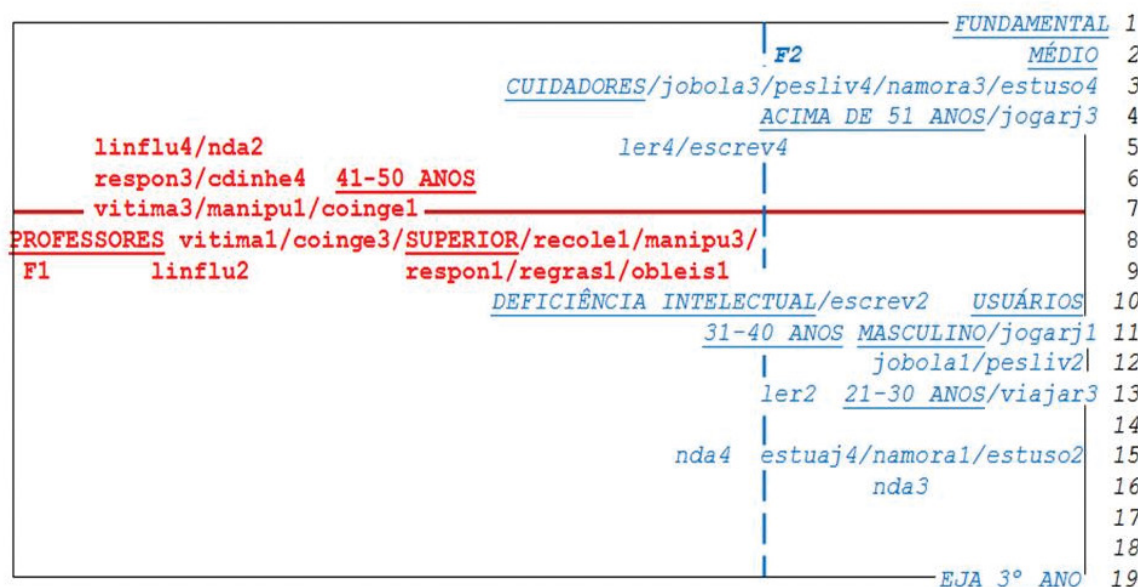 FUNDAMENTAL 1
F2 MÉDIO 2
CUIDADORES/jobola3/pesliv4/namora3/estuso4 3
ACIMA DE 51 ANOS/jogarj3 4
linflu4/nda2 ler4/escrev4 5
respon3/cdinhe4 41-50 ANOS 6
vitima3/manipu1/coinge1 7
PROFESSORES vitima1/coinge3/SUPERIOR/recole1/manipu3/ 8
F1 linflu2 respon1/regras1/obleis1 9
DEFICIÊNCIA INTELECTUAL/escrev2 USUÁRIOS 10
31-40 ANOS MASCULINO/jogarj1 11
jobola1/pesliv2 12
ler2 21-30 ANOS/viajar3 13
14
nda4 estuaj4/namora1/estuso2 15
nda3 16
17
18
EJA 3º ANO 19